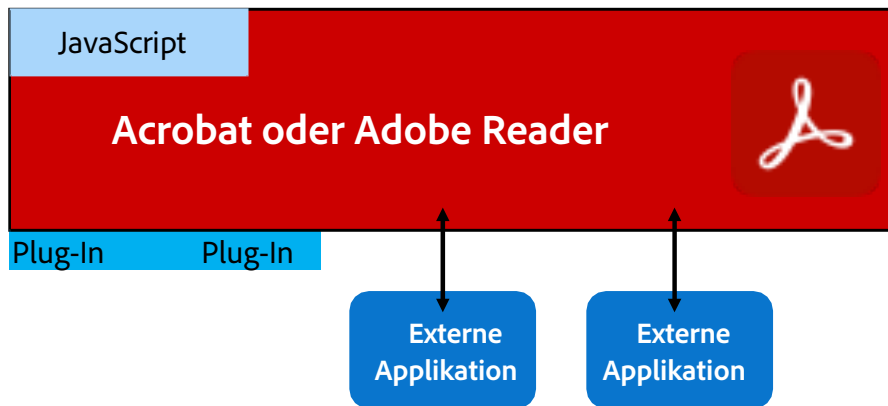 JavaScript
Acrobat oder Adobe Reader
Plug-In Plug-In
Externe
Applikation
Externe
Applikation